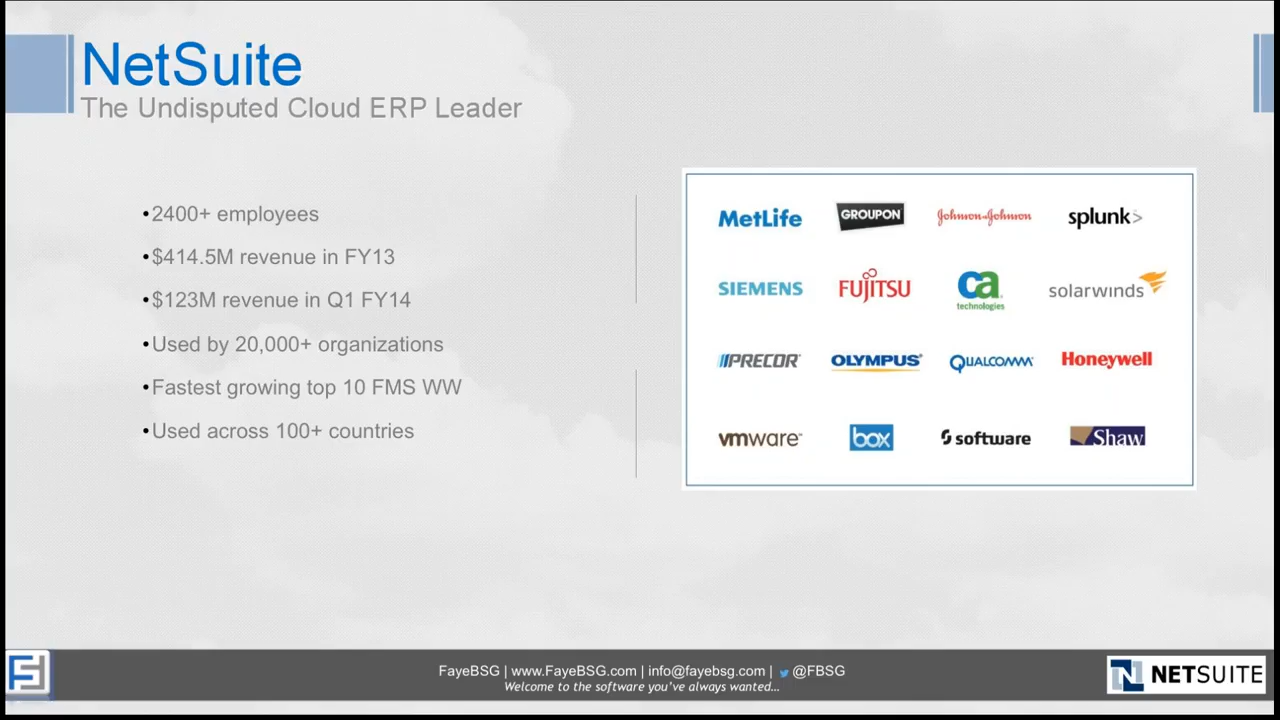 NetSuite
The Undisputed Cloud ERP Leader
•2400+ employees
•$414.5M revenue in FY13
•$123M revenue in Q1 FY14
•Used by 20,000+ organizations
•Fastest growing top 10 FMS WW
•Used across 100+ countries
MetLife GROUPON Johnson&Johnson splunk>
SIEMENS FUJITSU ca technologies solarwinds
PRECOR OLYMPUS QUALCOMM Honeywell
vmware box software Shaw
FayeBSG | www.FayeBSG.com | info@fayebsg.com | @FBSG
Welcome to the software you've always wanted...
NETSUITE